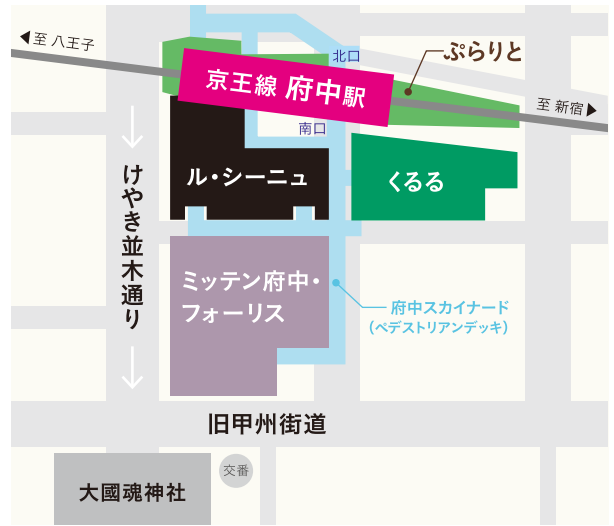 至 八王子
北口
ぷらりと
京王線 府中駅
至 新宿
南口
ル・シーニュ
くるる
けやき並木通り
ミッテン府中・
フォーリス
府中スカイナード
(ペデストリアンデッキ)
旧甲州街道
交番
大國魂神社